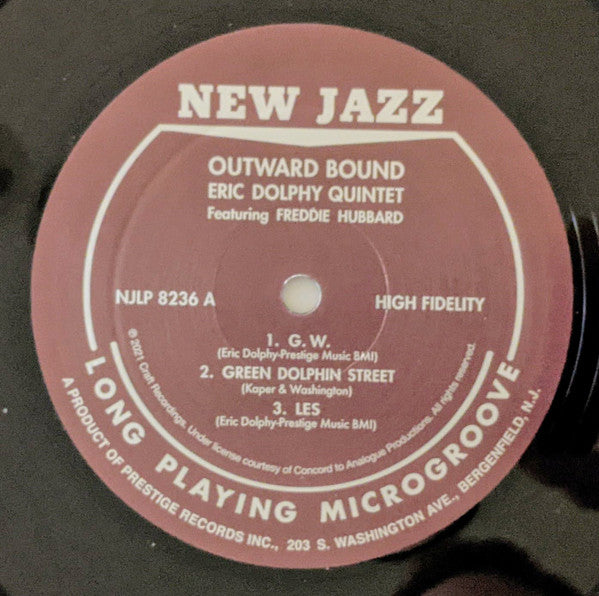 NEW JAZZ
OUTWARD BOUND
ERIC DOLPHY QUINTET
Featuring FREDDIE HUBBARD
NJLP 8236 A
HIGH FIDELITY
1. G. W.
(Eric Dolphy-Prestige Music BMI)
2. GREEN DOLPHIN STREET
(Kaper & Washington)
3. LES
(Eric Dolphy-Prestige Music BMI)
℗ 2021 Craft Recordings. Under license courtesy of Concord to Analogue Productions. All rights reserved.
LONG PLAYING MICROGROOVE
A PRODUCT OF PRESTIGE RECORDS INC., 203 S. WASHINGTON AVE., BERGENFIELD, N.J.